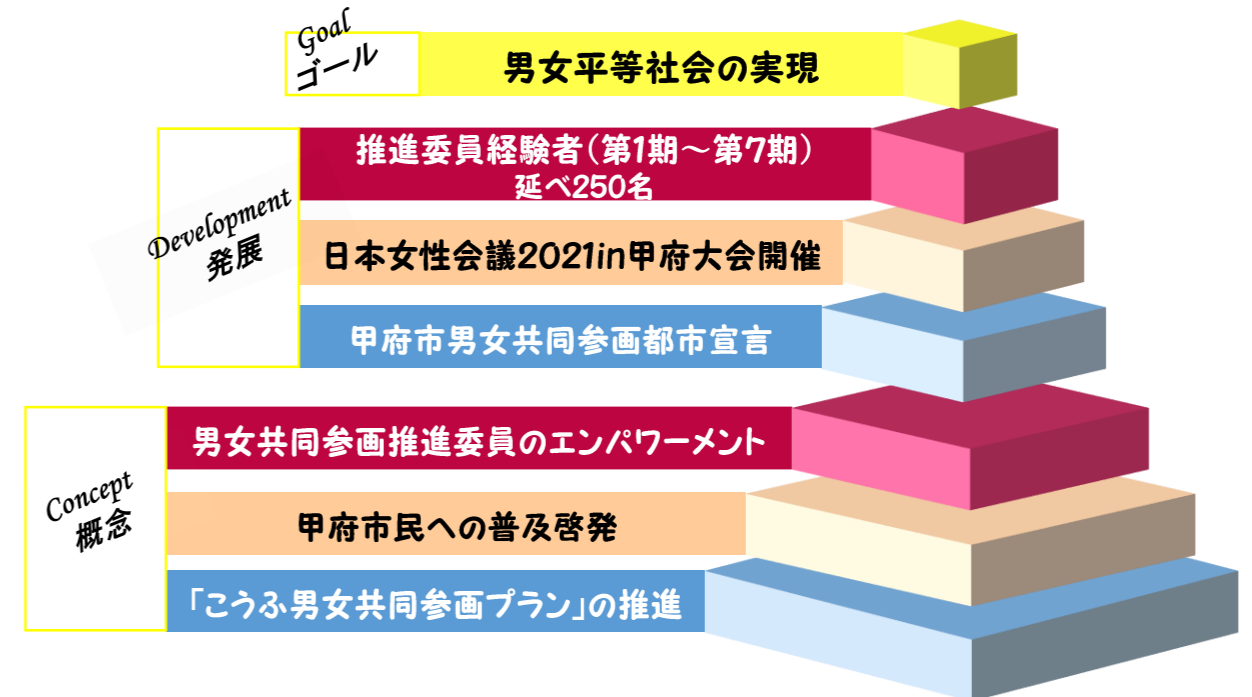 Goal
ゴール
男女平等社会の実現
推進委員経験者(第1期～第7期)
延べ250名
Development
発展
日本女性会議2021in甲府大会開催
甲府市男女共同参画都市宣言
男女共同参画推進委員のエンパワーメント
Concept
概念
甲府市民への普及啓発
「こうふ男女共同参画プラン」の推進